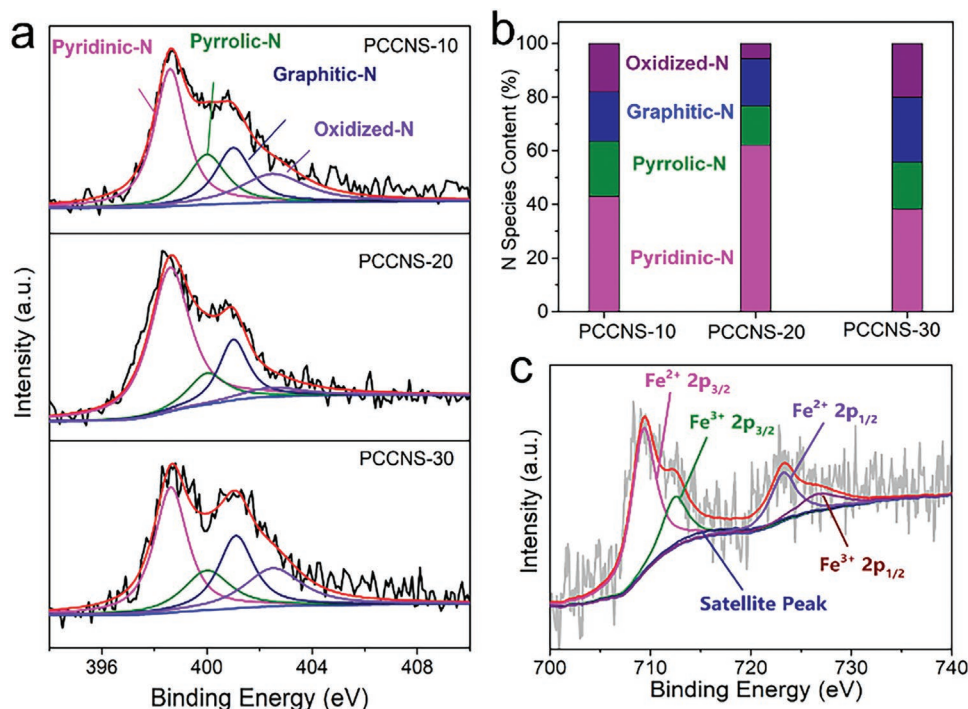 a
Pyridinic-N
Pyrrolic-N
PCCNS-10
Graphitic-N
Oxidized-N
PCCNS-20
PCCNS-30
Intensity (a.u.)
396 400 404 408
Binding Energy (eV)
b
100
80
60
40
20
0
N Species Content (%)
Oxidized-N
Graphitic-N
Pyrrolic-N
Pyridinic-N
PCCNS-10 PCCNS-20 PCCNS-30
c
Fe²⁺ 2p₃/₂
Fe³⁺ 2p₃/₂
Fe²⁺ 2p₁/₂
Fe³⁺ 2p₁/₂
Satellite Peak
Intensity (a.u.)
700 710 720 730 740
Binding Energy (eV)